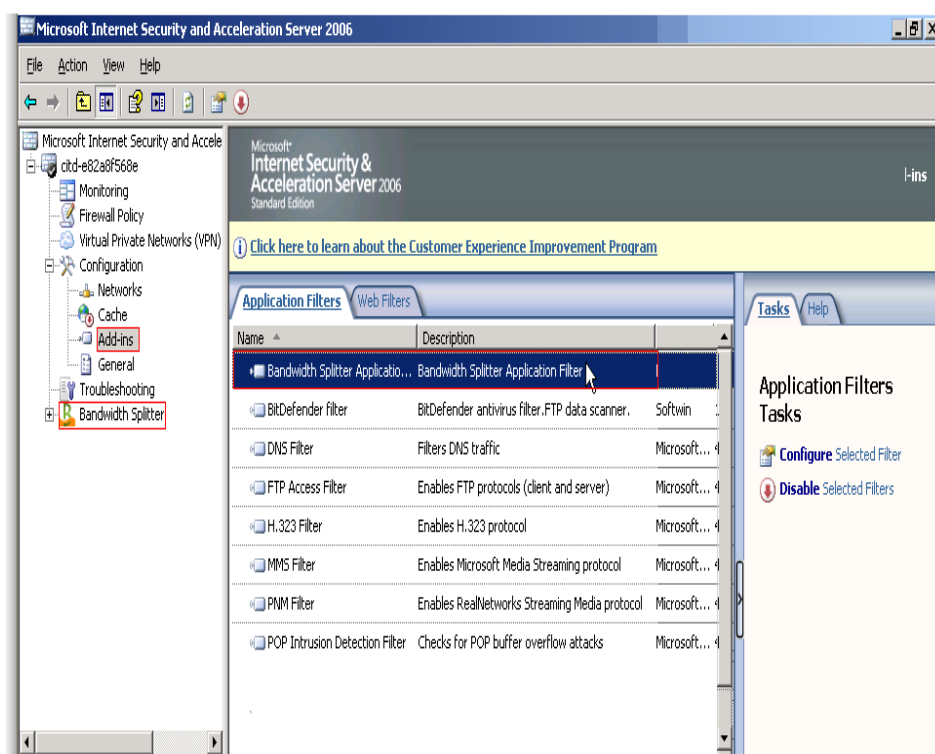 Microsoft Internet Security and Acceleration Server 2006
File Action View Help
Microsoft Internet Security and Accele
citd-e82a8f568e
Monitoring
Firewall Policy
Virtual Private Networks (VPN)
Configuration
Networks
Cache
Add-ins
General
Troubleshooting
Bandwidth Splitter
Microsoft
Internet Security &
Acceleration Server 2006
Standard Edition
-ins
Click here to learn about the Customer Experience Improvement Program
Application Filters Web Filters
Name Description
Bandwidth Splitter Applicatio... Bandwidth Splitter Application Filter
BitDefender filter BitDefender antivirus filter.FTP data scanner. Softwin
DNS Filter Filters DNS traffic Microsoft...
FTP Access Filter Enables FTP protocols (client and server) Microsoft...
H.323 Filter Enables H.323 protocol Microsoft...
MMS Filter Enables Microsoft Media Streaming protocol Microsoft...
PNM Filter Enables RealNetworks Streaming Media protocol Microsoft...
POP Intrusion Detection Filter Checks for POP buffer overflow attacks Microsoft...
Tasks Help
Application Filters
Tasks
Configure Selected Filter
Disable Selected Filters